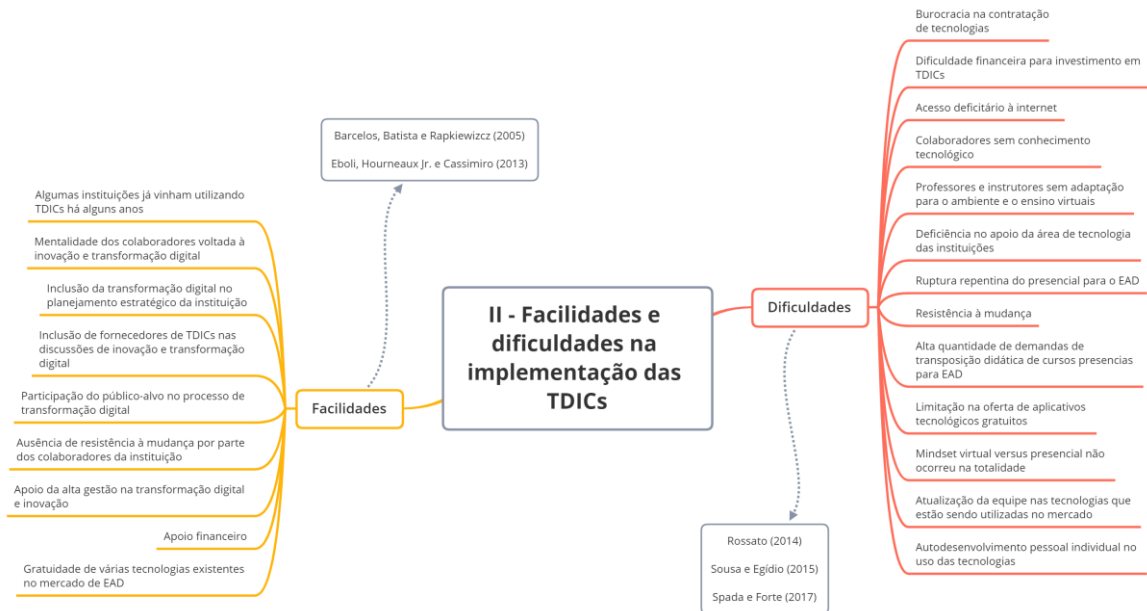 Barcelos, Batista e Rapkiewizcz (2005)
Eboli, Hourneaux Jr. e Cassimiro (2013)
Algumas instituições já vinham utilizando
TDICs há alguns anos
Mentalidade dos colaboradores voltada à
inovação e transformação digital
Inclusão da transformação digital no
planejamento estratégico da instituição
Inclusão de fornecedores de TDICs nas
discussões de inovação e transformação
digital
Participação do público-alvo no processo de
transformação digital
Ausência de resistência à mudança por parte
dos colaboradores da instituição
Apoio da alta gestão na transformação digital
e inovação
Apoio financeiro
Gratuidade de várias tecnologias existentes
no mercado de EAD
Facilidades
II - Facilidades e
dificuldades na
implementação das
TDICs
Dificuldades
Burocracia na contratação
de tecnologias
Dificuldade financeira para investimento em
TDICs
Acesso deficitário à internet
Colaboradores sem conhecimento
tecnológico
Professores e instrutores sem adaptação
para o ambiente e o ensino virtuais
Deficiência no apoio da área de tecnologia
das instituições
Ruptura repentina do presencial para o EAD
Resistência à mudança
Alta quantidade de demandas de
transposição didática de cursos presencias
para EAD
Limitação na oferta de aplicativos
tecnológicos gratuitos
Mindset virtual versus presencial não
ocorreu na totalidade
Atualização da equipe nas tecnologias que
estão sendo utilizadas no mercado
Autodesenvolvimento pessoal individual no
uso das tecnologias
Rossato (2014)
Sousa e Egídio (2015)
Spada e Forte (2017)